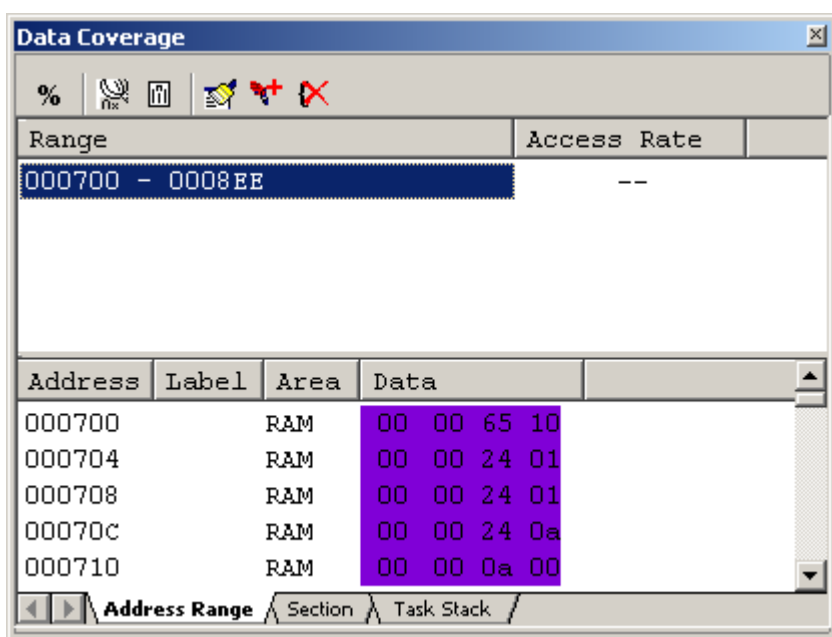 Data Coverage
%
Range Access Rate
000700 - 0008EE --
Address Label Area Data
000700 RAM 00 00 65 10
000704 RAM 00 00 24 01
000708 RAM 00 00 24 01
00070C RAM 00 00 24 0a
000710 RAM 00 00 0a 00
Address Range Section Task Stack